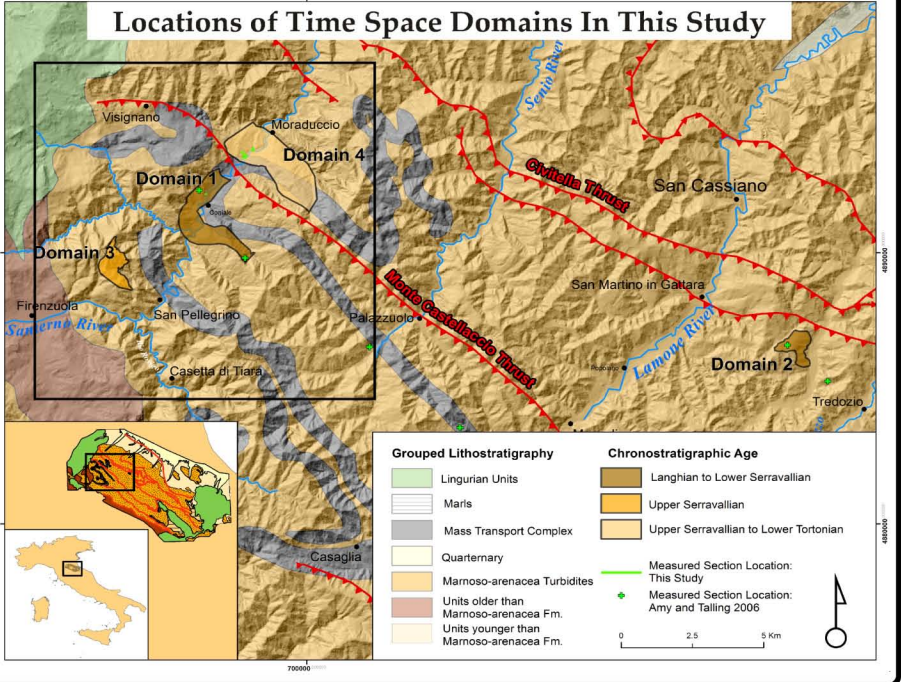 Locations of Time Space Domains In This Study
Senio River
Visignano
Moraduccio
Domain 4
Domain 1
Civitella Thrust
San Cassiano
Domain 3
4890000
San Martino in Gattara
Firenzuola
Santerno River
San Pellegrino
Monte Castellaccio Thrust
Palazzuolo
Lamone River
Domain 2
Casetta di Tiara
Tredozio
Casaglia
4880000
700000
Grouped Lithostratigraphy
Lingurian Units
Marls
Mass Transport Complex
Quarternary
Marnoso-arenacea Turbidites
Units older than
Marnoso-arenacea Fm.
Units younger than
Marnoso-arenacea Fm.
Chronostratigraphic Age
Langhian to Lower Serravallian
Upper Serravallian
Upper Serravallian to Lower Tortonian
Measured Section Location:
This Study
Measured Section Location:
Amy and Talling 2006
0 2.5 5 Km